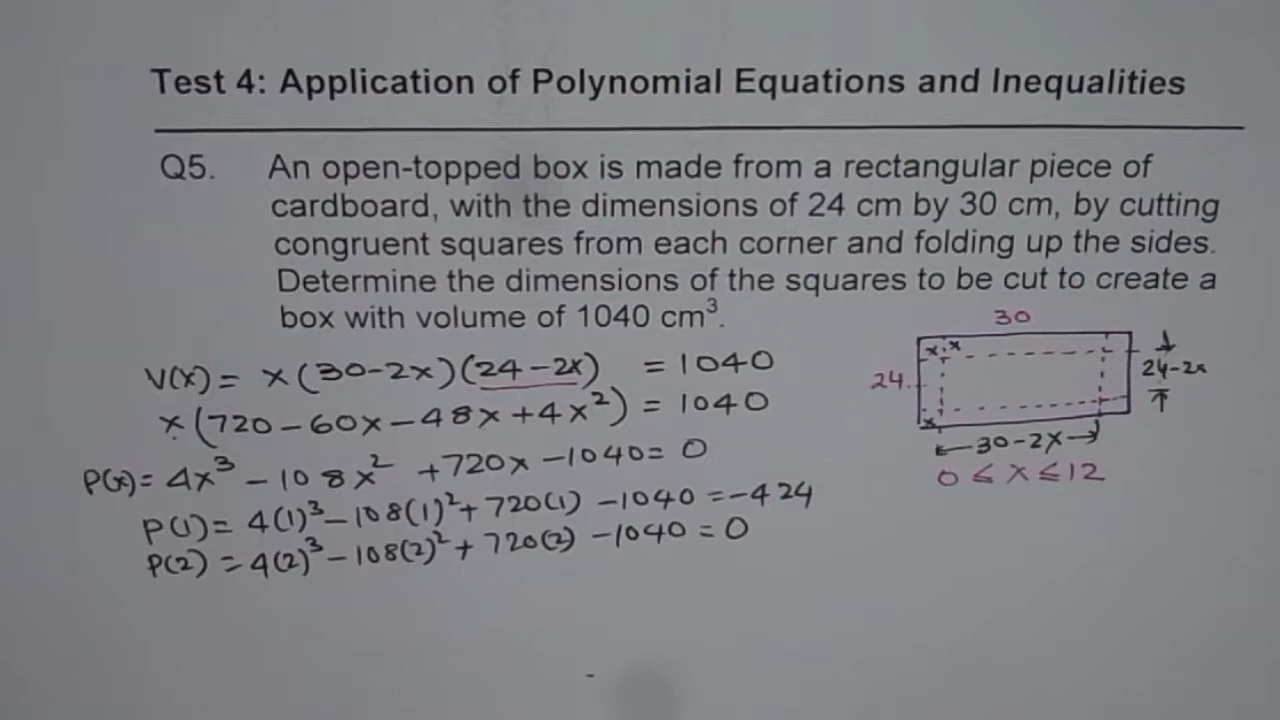 Test 4: Application of Polynomial Equations and Inequalities
Q5. An open-topped box is made from a rectangular piece of
cardboard, with the dimensions of 24 cm by 30 cm, by cutting
congruent squares from each corner and folding up the sides.
Determine the dimensions of the squares to be cut to create a
box with volume of 1040 cm³.
V(x) = x(30-2x)(24-2x) = 1040
x(720-60x-48x+4x²) = 1040
P(x) = 4x³ - 108x² + 720x - 1040 = 0
P(1) = 4(1)³ - 108(1)² + 720(1) - 1040 = -424
P(2) = 4(2)³ - 108(2)² + 720(2) - 1040 = 0
30
x x
24
24-2x
x
30-2x
0 ≤ x ≤ 12